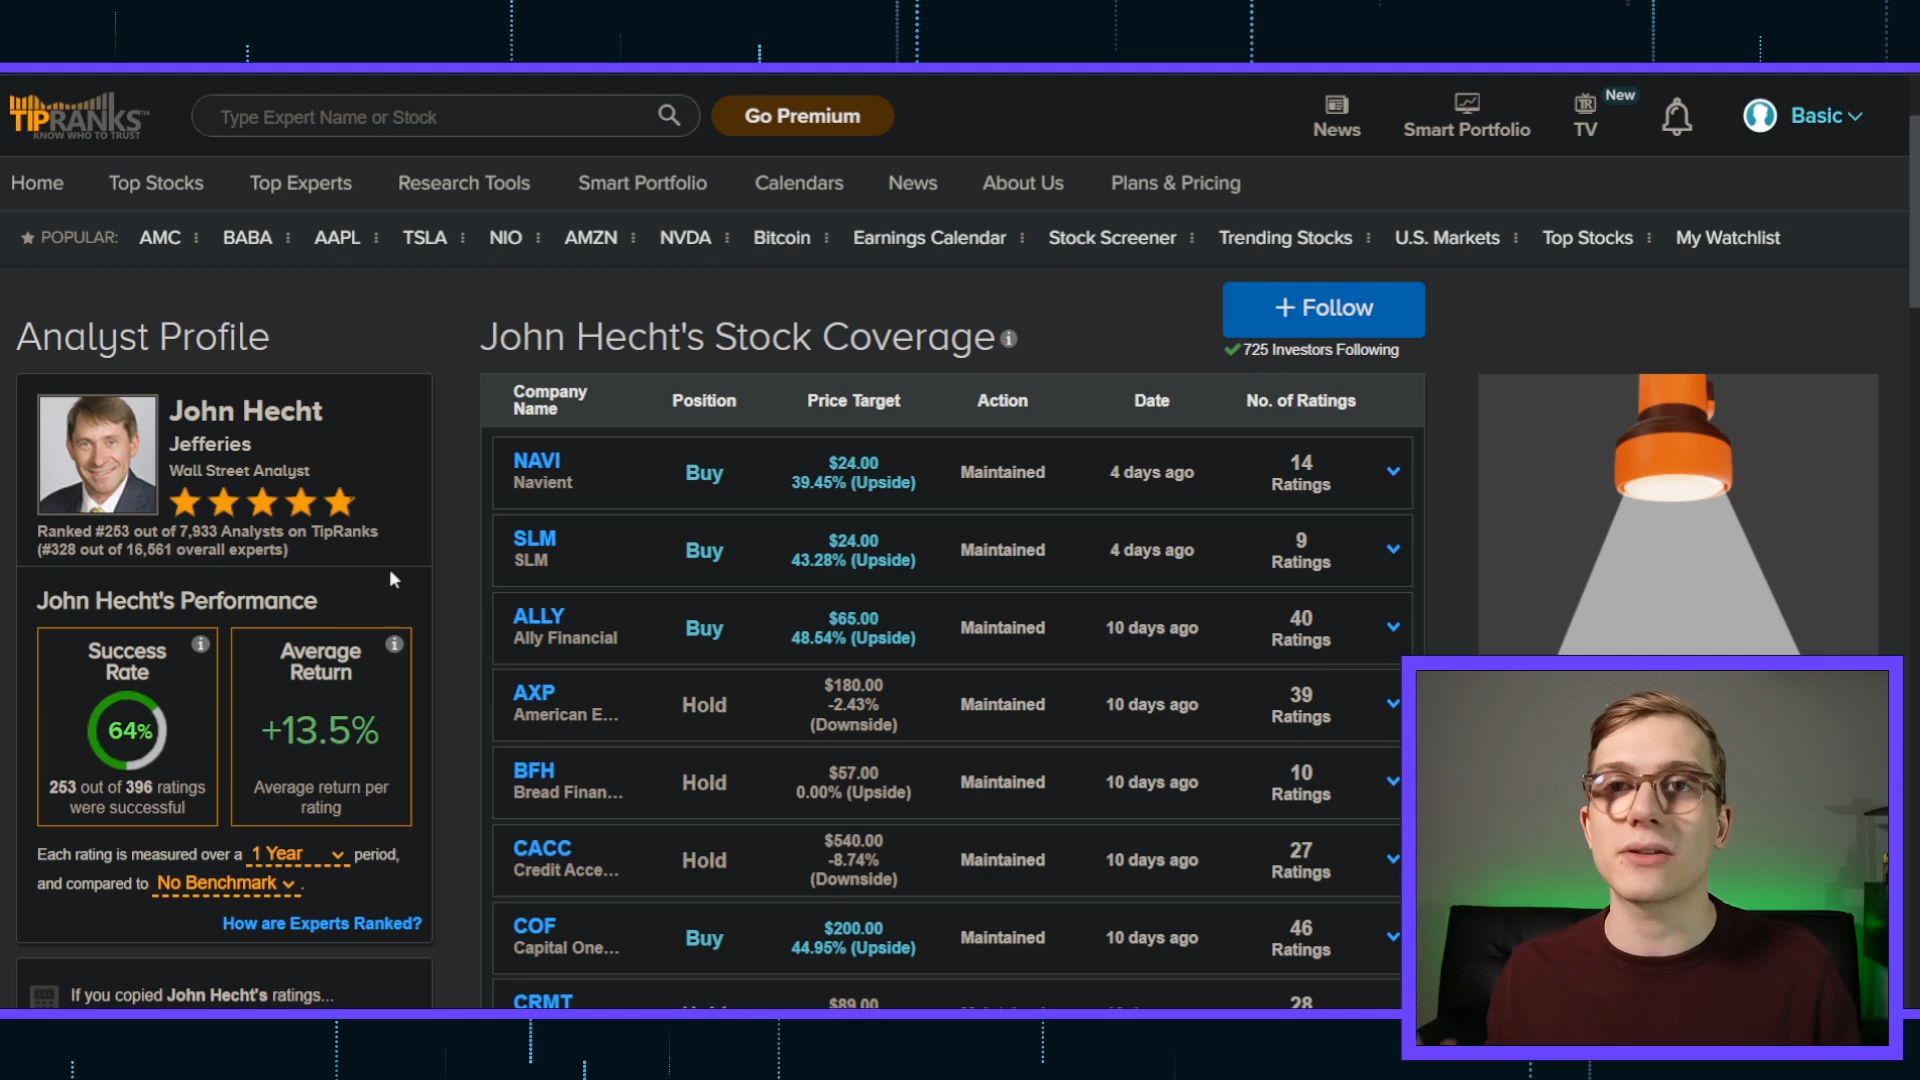 TIPRANKS™
KNOW WHO TO TRUST
Type Expert Name or Stock
Go Premium
News
Smart Portfolio
TR
TV
New
Basic
Home
Top Stocks
Top Experts
Research Tools
Smart Portfolio
Calendars
News
About Us
Plans & Pricing
POPULAR:
AMC
BABA
AAPL
TSLA
NIO
AMZN
NVDA
Bitcoin
Earnings Calendar
Stock Screener
Trending Stocks
U.S. Markets
Top Stocks
My Watchlist
Analyst Profile
John Hecht
Jefferies
Wall Street Analyst
Ranked #253 out of 7,933 Analysts on TipRanks
(#328 out of 16,561 overall experts)
John Hecht's Performance
Success
Rate
64%
253 out of 396 ratings
were successful
Average
Return
+13.5%
Average return per
rating
Each rating is measured over a 1 Year period,
and compared to No Benchmark .
How are Experts Ranked?
If you copied John Hecht's ratings...
John Hecht's Stock Coverage
+ Follow
725 Investors Following
Company
Name
Position
Price Target
Action
Date
No. of Ratings
NAVI
Navient
Buy
$24.00
39.45% (Upside)
Maintained
4 days ago
14
Ratings
SLM
SLM
Buy
$24.00
43.28% (Upside)
Maintained
4 days ago
9
Ratings
ALLY
Ally Financial
Buy
$65.00
48.54% (Upside)
Maintained
10 days ago
40
Ratings
AXP
American E...
Hold
$180.00
-2.43%
(Downside)
Maintained
10 days ago
39
Ratings
BFH
Bread Finan...
Hold
$57.00
0.00% (Upside)
Maintained
10 days ago
10
Ratings
CACC
Credit Acce...
Hold
$540.00
-8.74%
(Downside)
Maintained
10 days ago
27
Ratings
COF
Capital One...
Buy
$200.00
44.95% (Upside)
Maintained
10 days ago
46
Ratings
CRMT
$89.00
28